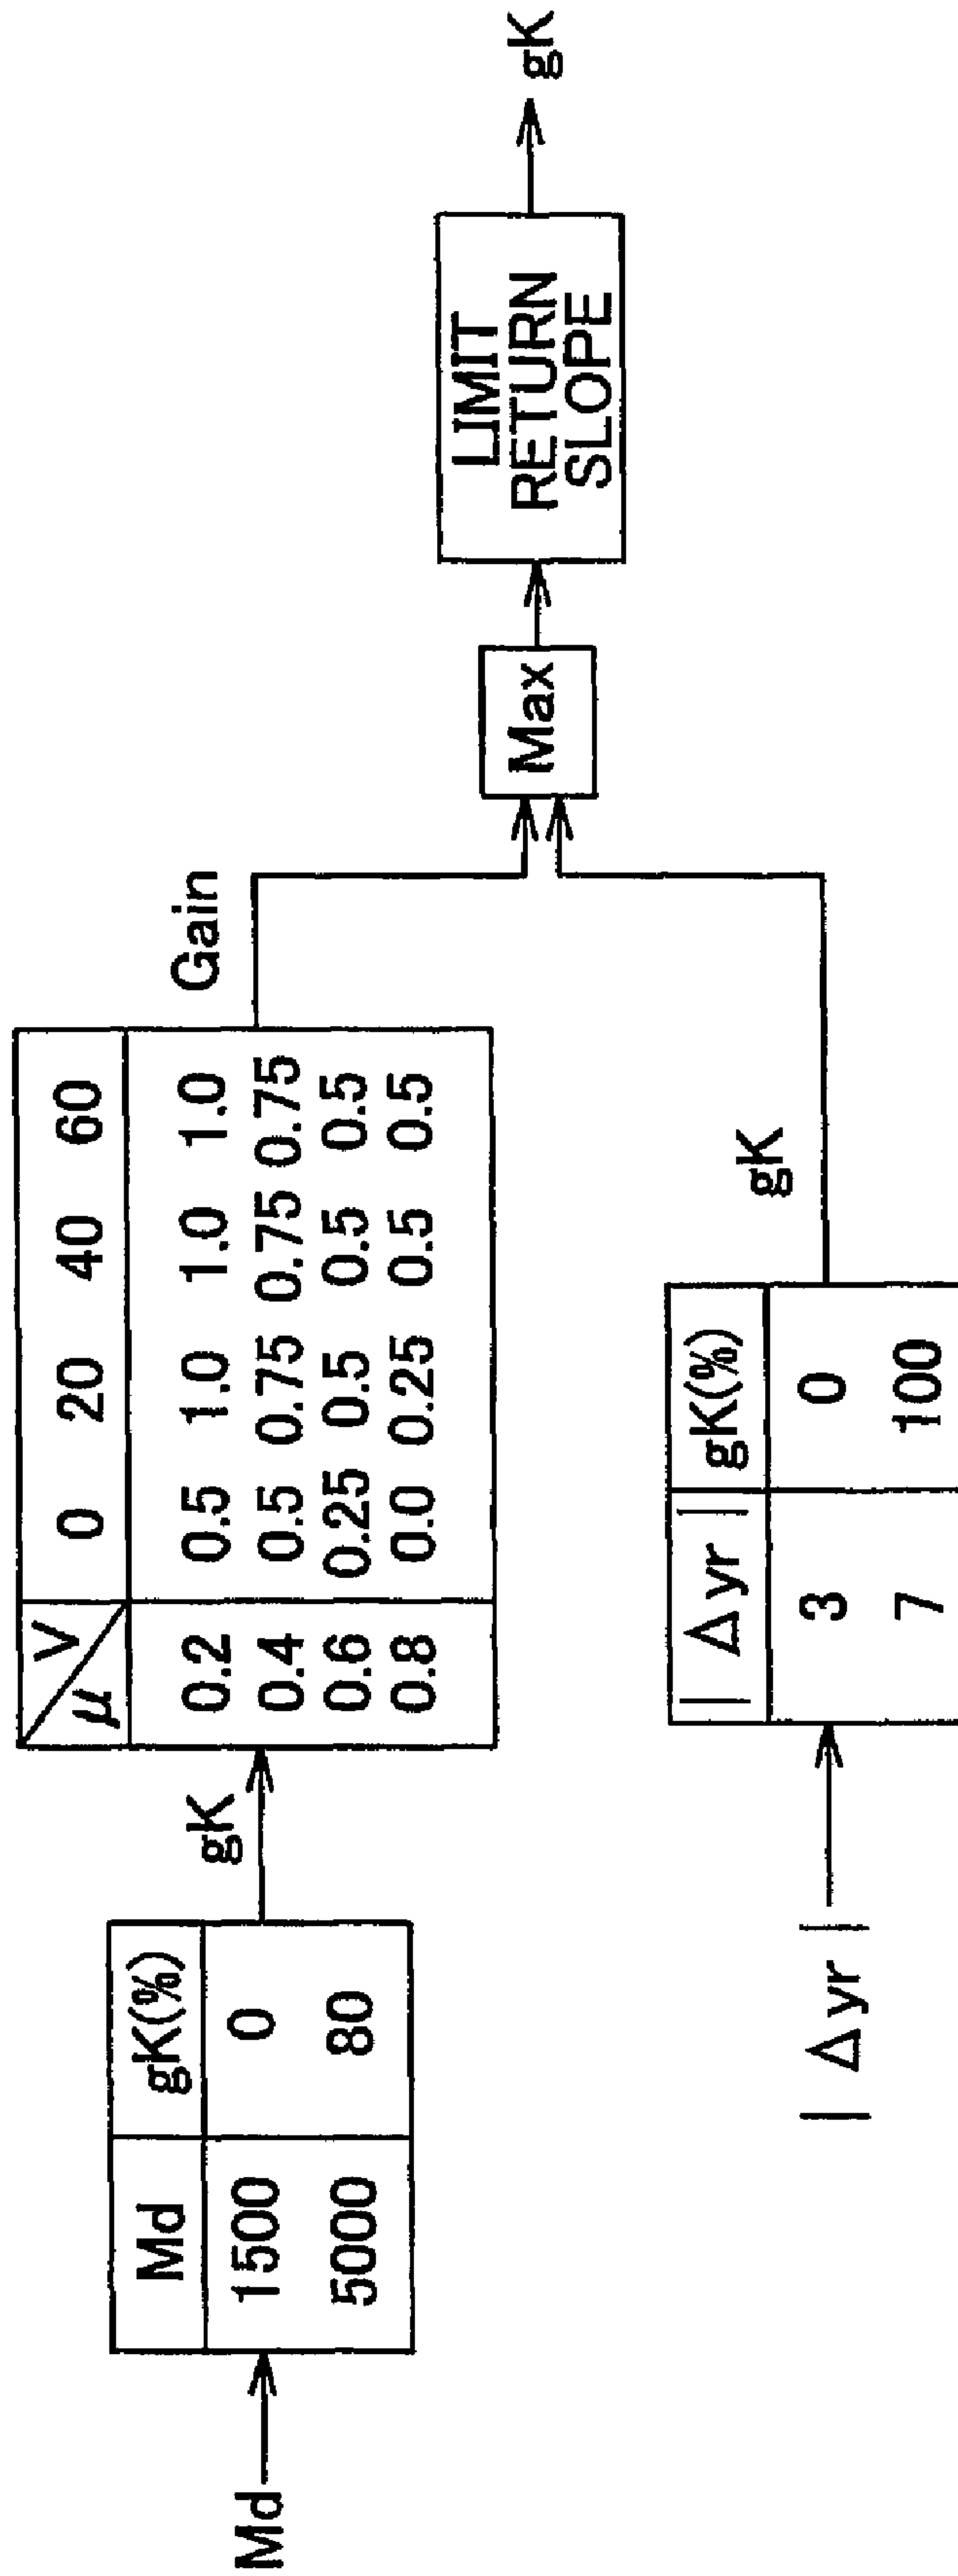 Md
Md gK(%)
1500 0
5000 80
gK
μ V 0 20 40 60
0.2 0.5 1.0 1.0 1.0
0.4 0.5 0.75 0.75 0.75
0.6 0.25 0.5 0.5 0.5
0.8 0.0 0.25 0.5 0.5
Gain
| Δyr |
| Δyr | gK(%)
3 0
7 100
gK
Max
LIMIT
RETURN
SLOPE
gK